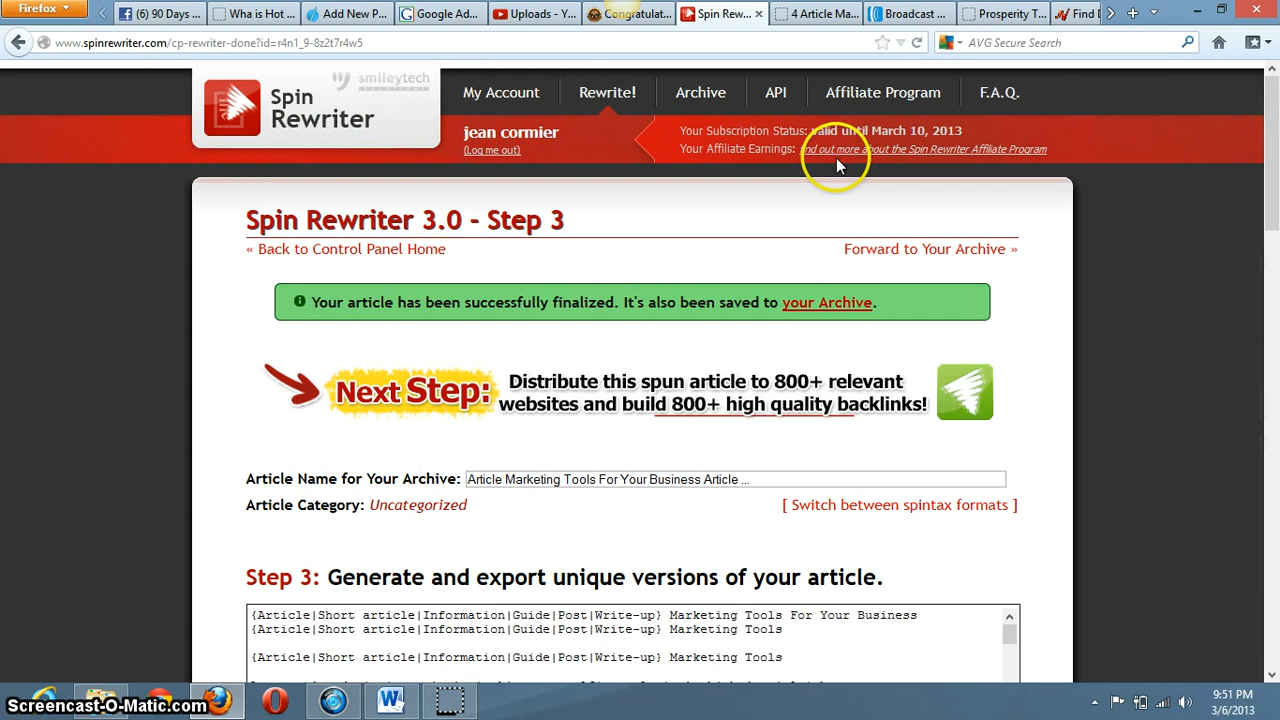 Firefox
(6) 90 Days ...
Wha is Hot ...
Add New P...
Google Ad...
Uploads - Y...
Congratulat...
Spin Rew...
4 Article Ma...
Broadcast ...
Prosperity T...
Find D
www.spinrewriter.com/cp-rewriter-done?id=r4n1_9-8z2t7r4w5
AVG Secure Search
smileytech
SOLUTIONS
Spin
Rewriter
My Account
Rewrite!
Archive
API
Affiliate Program
F.A.Q.
jean cormier
(Log me out)
Your Subscription Status: valid until March 10, 2013
Your Affiliate Earnings: find out more about the Spin Rewriter Affiliate Program
Spin Rewriter 3.0 - Step 3
« Back to Control Panel Home
Forward to Your Archive »
Your article has been successfully finalized. It's also been saved to your Archive.
Next Step:
Distribute this spun article to 800+ relevant
websites and build 800+ high quality backlinks!
Article Name for Your Archive: Article Marketing Tools For Your Business Article ...
Article Category: Uncategorized
[ Switch between spintax formats ]
Step 3: Generate and export unique versions of your article.
{Article|Short article|Information|Guide|Post|Write-up} Marketing Tools For Your Business
{Article|Short article|Information|Guide|Post|Write-up} Marketing Tools
{Article|Short article|Information|Guide|Post|Write-up} Marketing Tools
Screencast-O-Matic.com
9:51 PM
3/6/2013